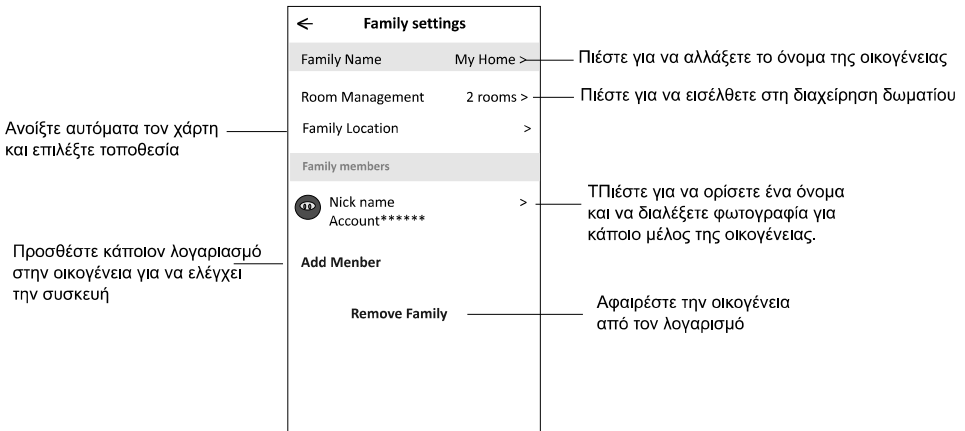 ← Family settings
Family Name My Home >
Πιέστε για να αλλάξετε το όνομα της οικογένειας
Room Management 2 rooms >
Πιέστε για να εισέλθετε στη διαχείρηση δωματίου
Ανοίξτε αυτόματα τον χάρτη
και επιλέξτε τοποθεσία
Family Location >
Family members
Nick name >
Account******
ΤΠιέστε για να ορίσετε ένα όνομα
και να διαλέξετε φωτογραφία για
κάποιο μέλος της οικογένειας.
Προσθέστε κάποιον λογαριασμό
στην οικογένεια για να ελέγχει
την συσκευή
Add Menber
Remove Family
Αφαιρέστε την οικογένεια
από τον λογαρισμό